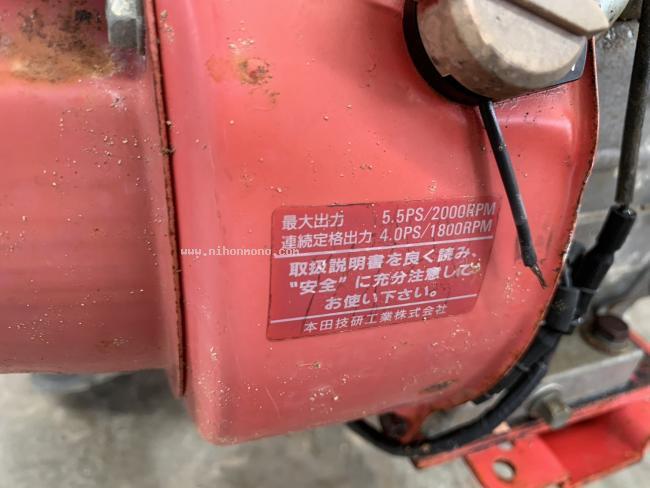 最大出力 5.5PS/2000RPM
連続定格出力 4.0PS/1800RPM
www.nihonmono.com
取扱説明書を良く読み、
"安全"に充分注意して
お使い下さい。
本田技研工業株式会社